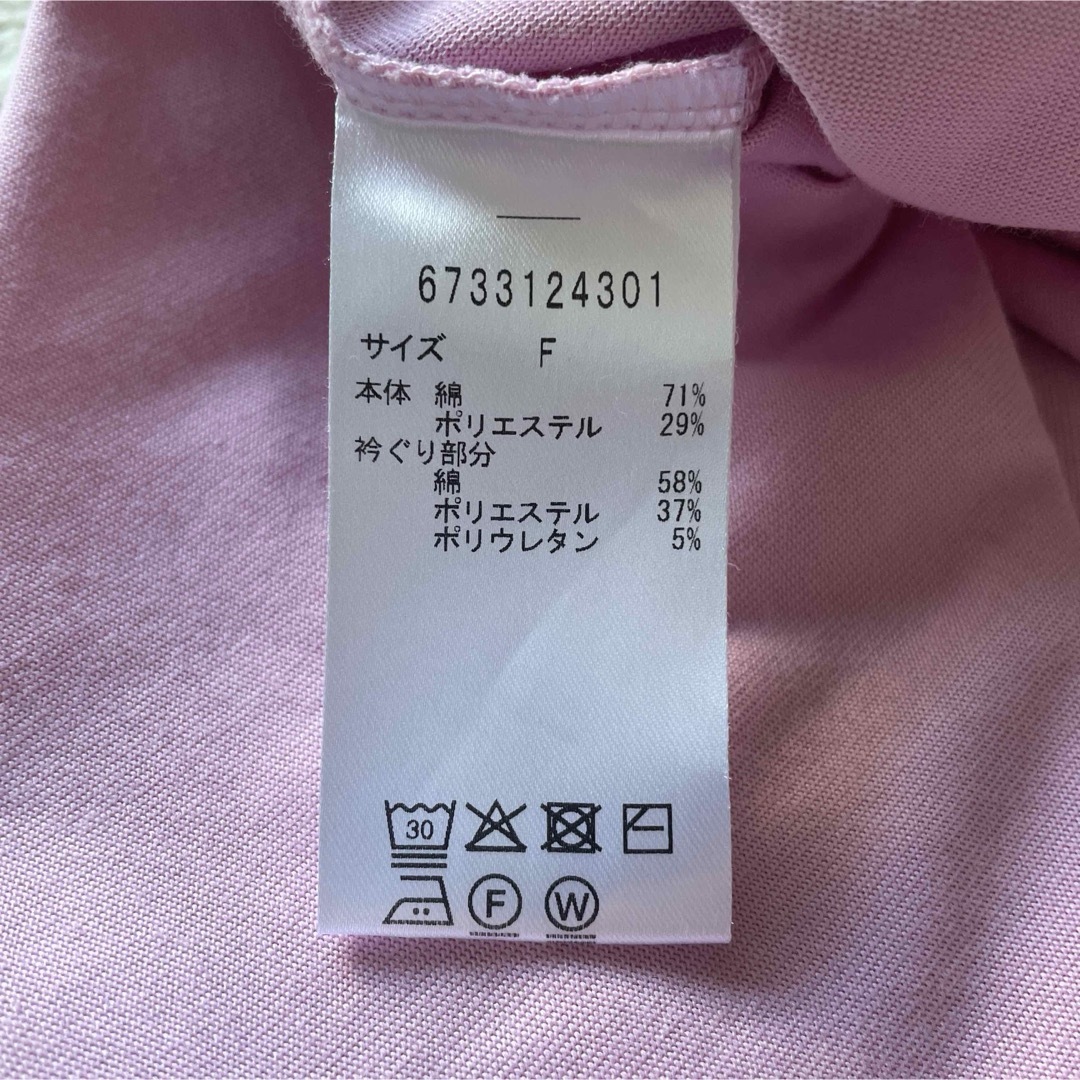 6733124301
サイズ F
本体 綿 71%
ポリエステル 29%
衿ぐり部分
綿 58%
ポリエステル 37%
ポリウレタン 5%
30
F W